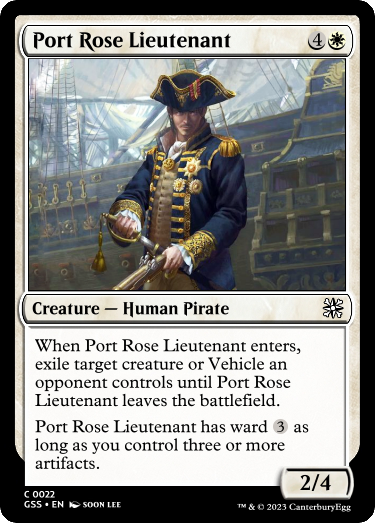 Port Rose Lieutenant 4
Creature — Human Pirate
When Port Rose Lieutenant enters,
exile target creature or Vehicle an
opponent controls until Port Rose
Lieutenant leaves the battlefield.
Port Rose Lieutenant has ward 3 as
long as you control three or more
artifacts.
2/4
C 0022
GSS • EN SOON LEE
™ & © 2023 CanterburyEgg